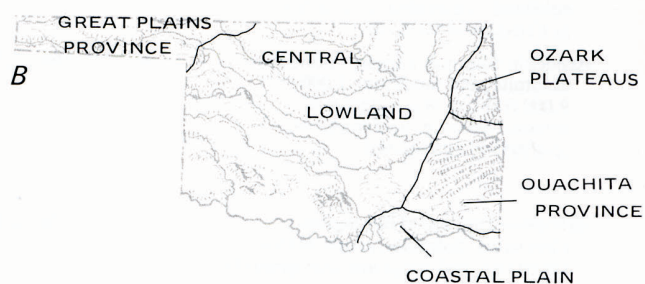 GREAT PLAINS
PROVINCE
B
CENTRAL
LOWLAND
OZARK
PLATEAUS
OUACHITA
PROVINCE
COASTAL PLAIN